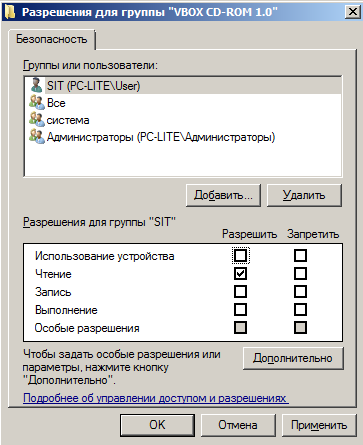 Разрешения для группы "VBOX CD-ROM 1.0"
Безопасность
Группы или пользователи:
SIT (PC-LITE\User)
Все
система
Администраторы (PC-LITE\Администраторы)
Добавить...
Удалить
Разрешения для группы "SIT"
Разрешить
Запретить
Использование устройства
Чтение
Запись
Выполнение
Особые разрешения
Чтобы задать особые разрешения или
параметры, нажмите кнопку
"Дополнительно".
Дополнительно
Подробнее об управлении доступом и разрешениях
OK
Отмена
Применить